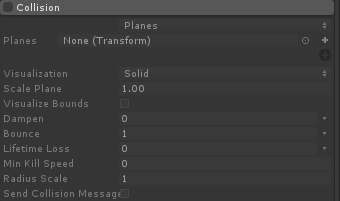 Collision
Planes
Planes None (Transform)
Visualization Solid
Scale Plane 1.00
Visualize Bounds
Dampen 0
Bounce 1
Lifetime Loss 0
Min Kill Speed 0
Radius Scale 1
Send Collision Message